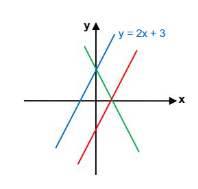 y
y = 2x + 3
x